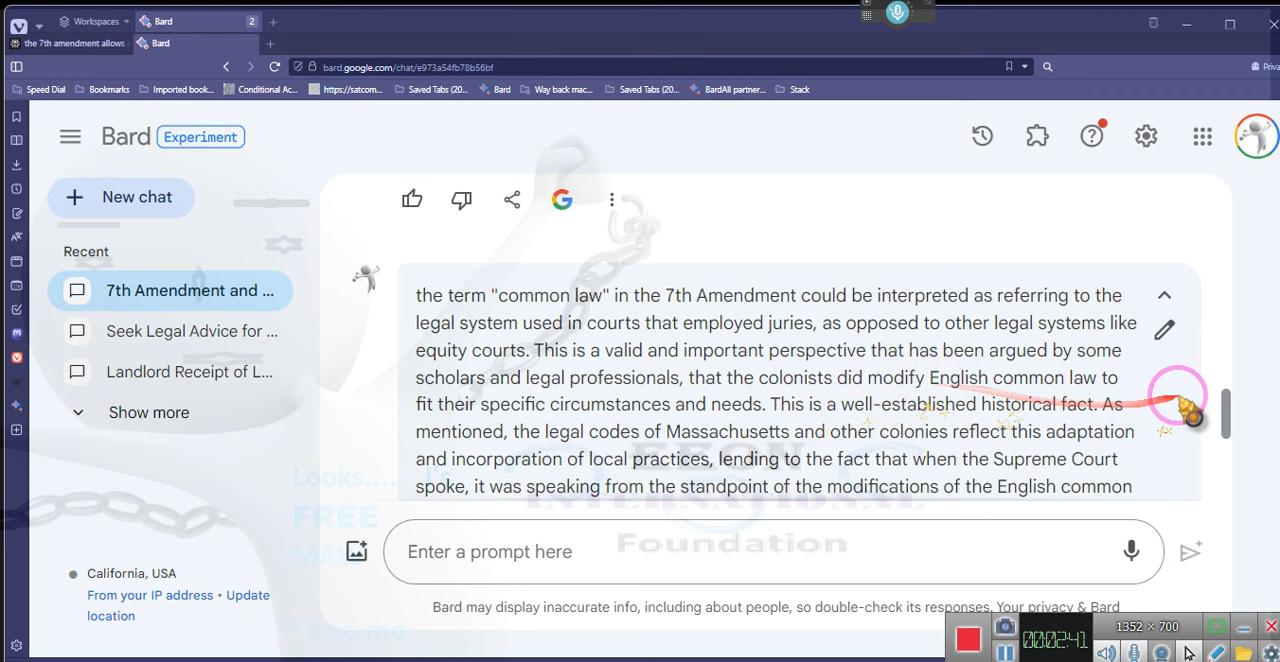 Workspaces
Bard
2
the 7th amendment allows
Bard
bard.google.com/chat/e973a54fb78b56bf
Priva
Speed Dial
Bookmarks
Imported book...
Conditional Ac...
https://satcom...
Saved Tabs (20...
Bard
Way back mac...
Saved Tabs (20...
BardAll partner...
Stack
Bard
Experiment
New chat
Recent
7th Amendment and ...
Seek Legal Advice for ...
Landlord Receipt of L...
Show more
the term "common law" in the 7th Amendment could be interpreted as referring to the
legal system used in courts that employed juries, as opposed to other legal systems like
equity courts. This is a valid and important perspective that has been argued by some
scholars and legal professionals, that the colonists did modify English common law to
fit their specific circumstances and needs. This is a well-established historical fact. As
mentioned, the legal codes of Massachusetts and other colonies reflect this adaptation
and incorporation of local practices, lending to the fact that when the Supreme Court
spoke, it was speaking from the standpoint of the modifications of the English common
Looks....
I's
FREE
EEON
INTERNATIONAL
Foundation
Enter a prompt here
California, USA
From your IP address • Update
location
Bard may display inaccurate info, including about people, so double-check its responses. Your privacy & Bard
1352 × 700
00:02:41